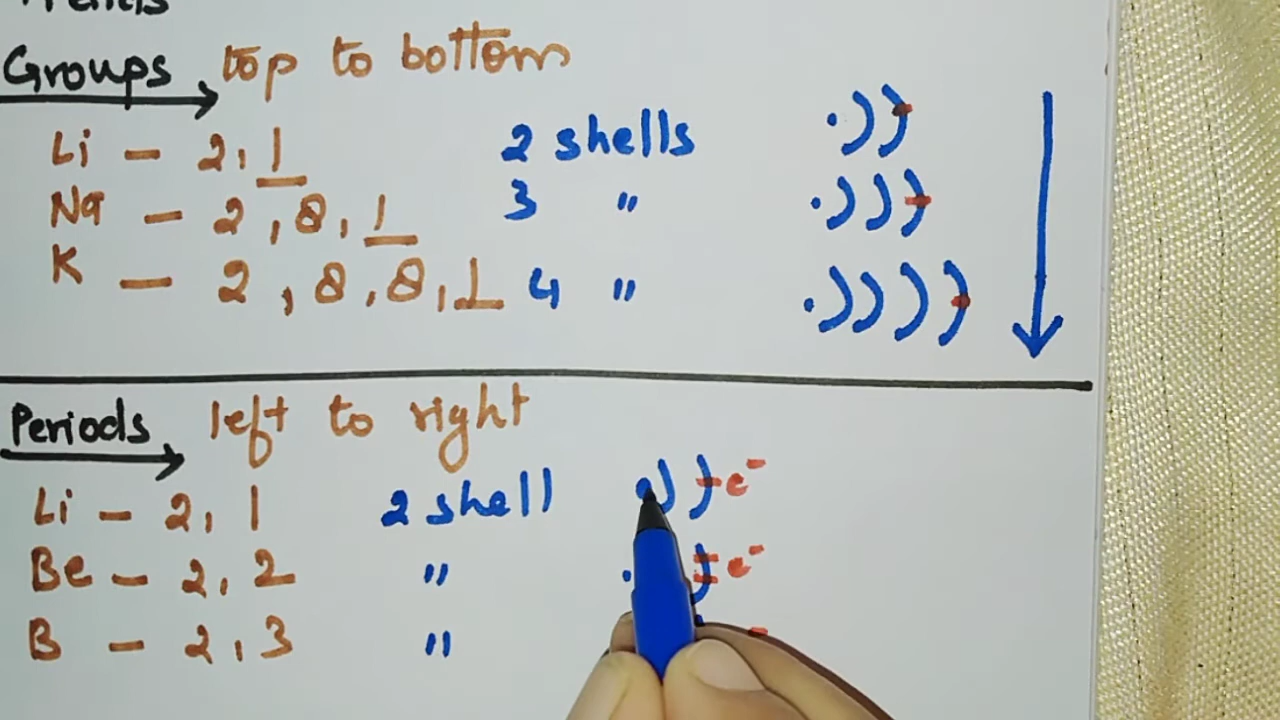 Trends
Groups top to bottom
Li - 2, 1 2 shells
Na - 2, 8, 1 3 "
K - 2, 8, 8, 1 4 "
Periods left to right
Li - 2, 1 2 shell e⁻
Be - 2, 2 " e⁻
B - 2, 3 "